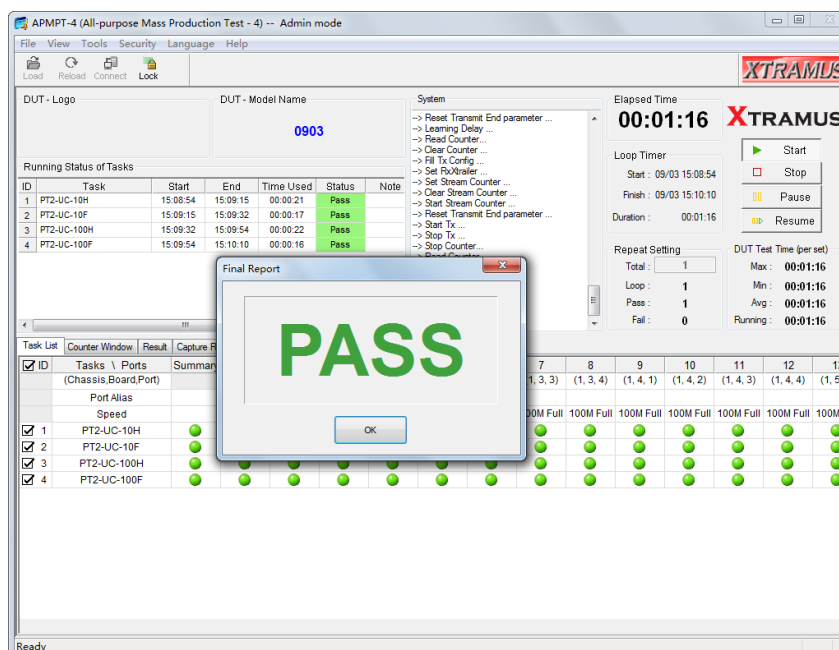 APMPT-4 (All-purpose Mass Production Test - 4) -- Admin mode
File View Tools Security Language Help
Load Reload Connect Lock
XTRAMUS
DUT - Logo
DUT - Model Name
0903
System
--> Reset Transmit End parameter ...
--> Learning Delay ...
--> Read Counter...
--> Clear Counter ...
--> Fill Tx Config ...
--> Set RxXtrailer ...
--> Set Stream Counter ...
--> Clear Stream Counter ...
--> Start Stream Counter ...
--> Reset Transmit End parameter ...
--> Start Tx ...
--> Stop Tx ...
--> Stop Counter...
--> Read Counter
Elapsed Time
00:01:16
XTRAMUS
Loop Timer
Start : 09/03 15:08:54
Finish : 09/03 15:10:10
Duration : 00:01:16
Start
Stop
Pause
Resume
Repeat Setting
Total : 1
Loop : 1
Pass : 1
Fail : 0
DUT Test Time (per set)
Max : 00:01:16
Min : 00:01:16
Avg : 00:01:16
Running : 00:01:16
Running Status of Tasks
ID Task Start End Time Used Status Note
1 PT2-UC-10H 15:08:54 15:09:15 00:00:21 Pass
2 PT2-UC-10F 15:09:15 15:09:32 00:00:17 Pass
3 PT2-UC-100H 15:09:32 15:09:54 00:00:22 Pass
4 PT2-UC-100F 15:09:54 15:10:10 00:00:16 Pass
Final Report
PASS
OK
Task List Counter Window Result Capture R
ID Tasks \ Ports Summary 7 8 9 10 11 12
(Chassis,Board,Port) 1, 3, 3) (1, 3, 4) (1, 4, 1) (1, 4, 2) (1, 4, 3) (1, 4, 4) (1, 5
Port Alias
Speed 00M Full 100M Full 100M Full 100M Full 100M Full 100M Full 100M
1 PT2-UC-10H
2 PT2-UC-10F
3 PT2-UC-100H
4 PT2-UC-100F
Ready